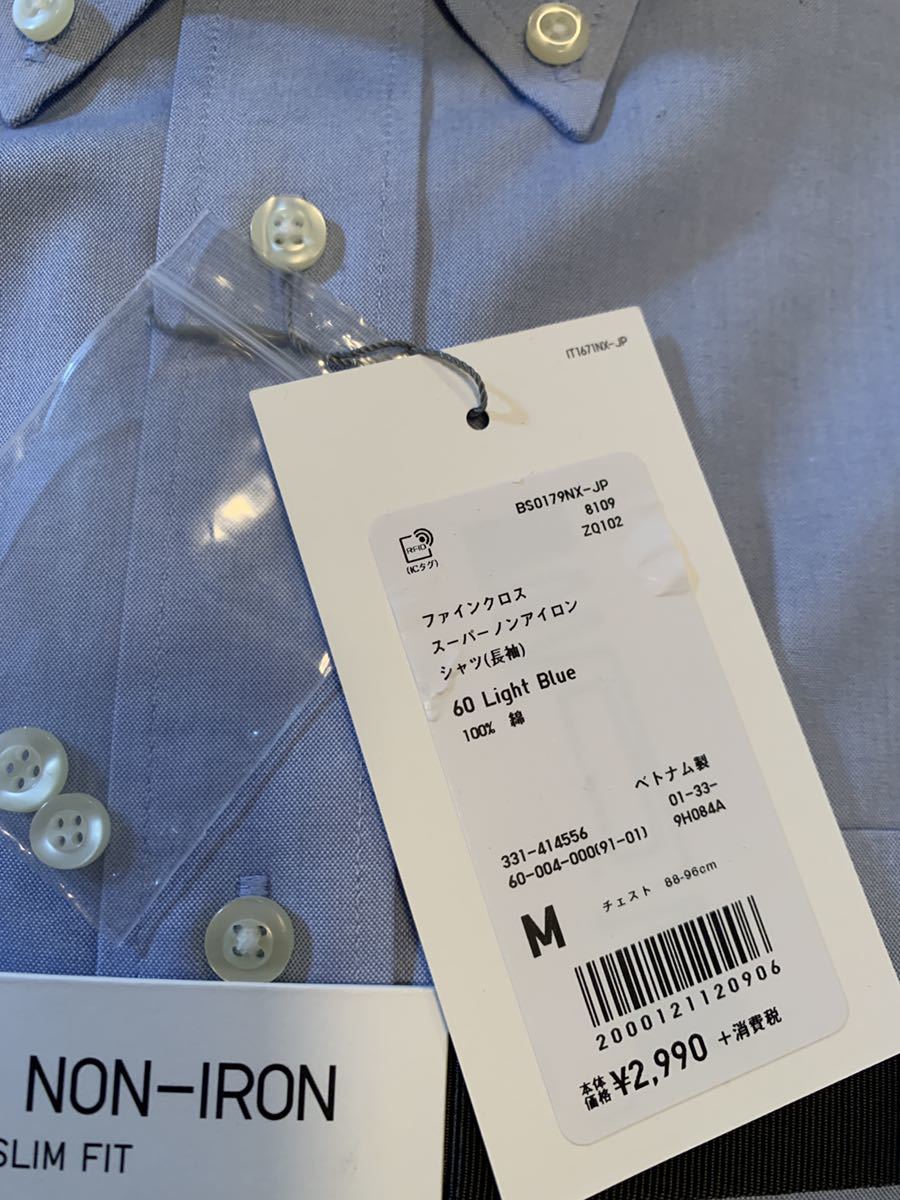 IT1671NX-JP
BS0179NX-JP
8109
ZQ102
RFID
(ICタグ)
ファインクロス
スーパーノンアイロン
シャツ(長袖)
60 Light Blue
100% 綿
ベトナム製
01-33-
331-414556
9H084A
60-004-000(91-01)
M チェスト 88-96cm
2000121120906
本体価格 ¥2,990 +消費税
NON-IRON
SLIM FIT